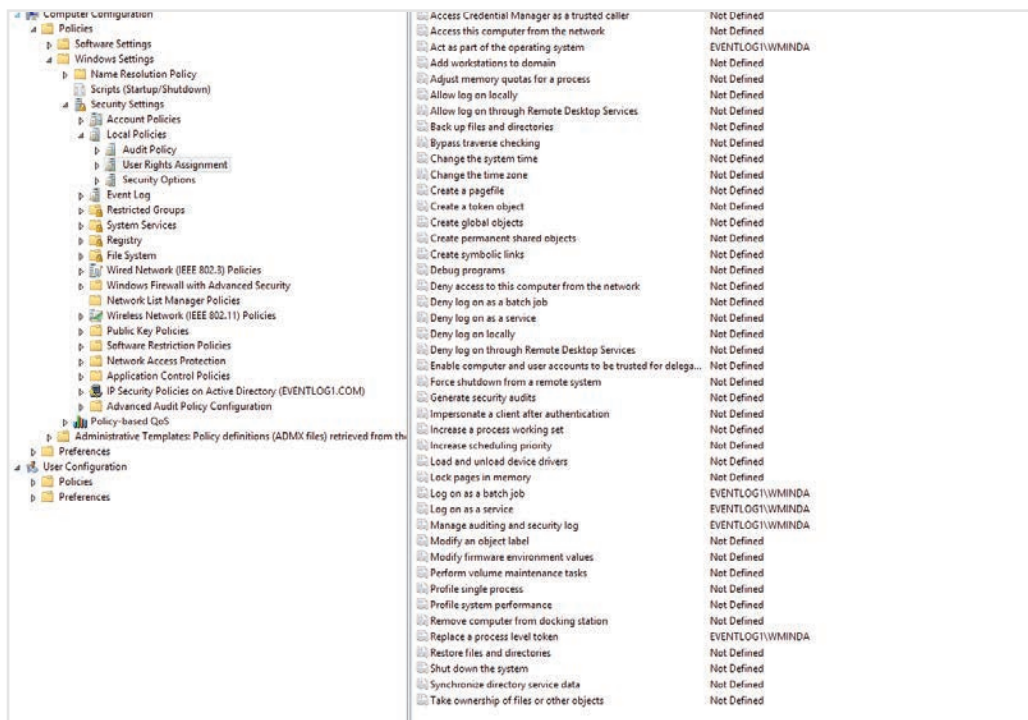 Computer Configuration
Policies
Software Settings
Windows Settings
Name Resolution Policy
Scripts (Startup/Shutdown)
Security Settings
Account Policies
Local Policies
Audit Policy
User Rights Assignment
Security Options
Event Log
Restricted Groups
System Services
Registry
File System
Wired Network (IEEE 802.3) Policies
Windows Firewall with Advanced Security
Network List Manager Policies
Wireless Network (IEEE 802.11) Policies
Public Key Policies
Software Restriction Policies
Network Access Protection
Application Control Policies
IP Security Policies on Active Directory (EVENTLOG1.COM)
Advanced Audit Policy Configuration
Policy-based QoS
Administrative Templates: Policy definitions (ADMX files) retrieved from the
Preferences
User Configuration
Policies
Preferences
Access Credential Manager as a trusted caller Not Defined
Access this computer from the network Not Defined
Act as part of the operating system EVENTLOG1\WMINDA
Add workstations to domain Not Defined
Adjust memory quotas for a process Not Defined
Allow log on locally Not Defined
Allow log on through Remote Desktop Services Not Defined
Back up files and directories Not Defined
Bypass traverse checking Not Defined
Change the system time Not Defined
Change the time zone Not Defined
Create a pagefile Not Defined
Create a token object Not Defined
Create global objects Not Defined
Create permanent shared objects Not Defined
Create symbolic links Not Defined
Debug programs Not Defined
Deny access to this computer from the network Not Defined
Deny log on as a batch job Not Defined
Deny log on as a service Not Defined
Deny log on locally Not Defined
Deny log on through Remote Desktop Services Not Defined
Enable computer and user accounts to be trusted for delega... Not Defined
Force shutdown from a remote system Not Defined
Generate security audits Not Defined
Impersonate a client after authentication Not Defined
Increase a process working set Not Defined
Increase scheduling priority Not Defined
Load and unload device drivers Not Defined
Lock pages in memory Not Defined
Log on as a batch job EVENTLOG1\WMINDA
Log on as a service EVENTLOG1\WMINDA
Manage auditing and security log EVENTLOG1\WMINDA
Modify an object label Not Defined
Modify firmware environment values Not Defined
Perform volume maintenance tasks Not Defined
Profile single process Not Defined
Profile system performance Not Defined
Remove computer from docking station Not Defined
Replace a process level token EVENTLOG1\WMINDA
Restore files and directories Not Defined
Shut down the system Not Defined
Synchronize directory service data Not Defined
Take ownership of files or other objects Not Defined